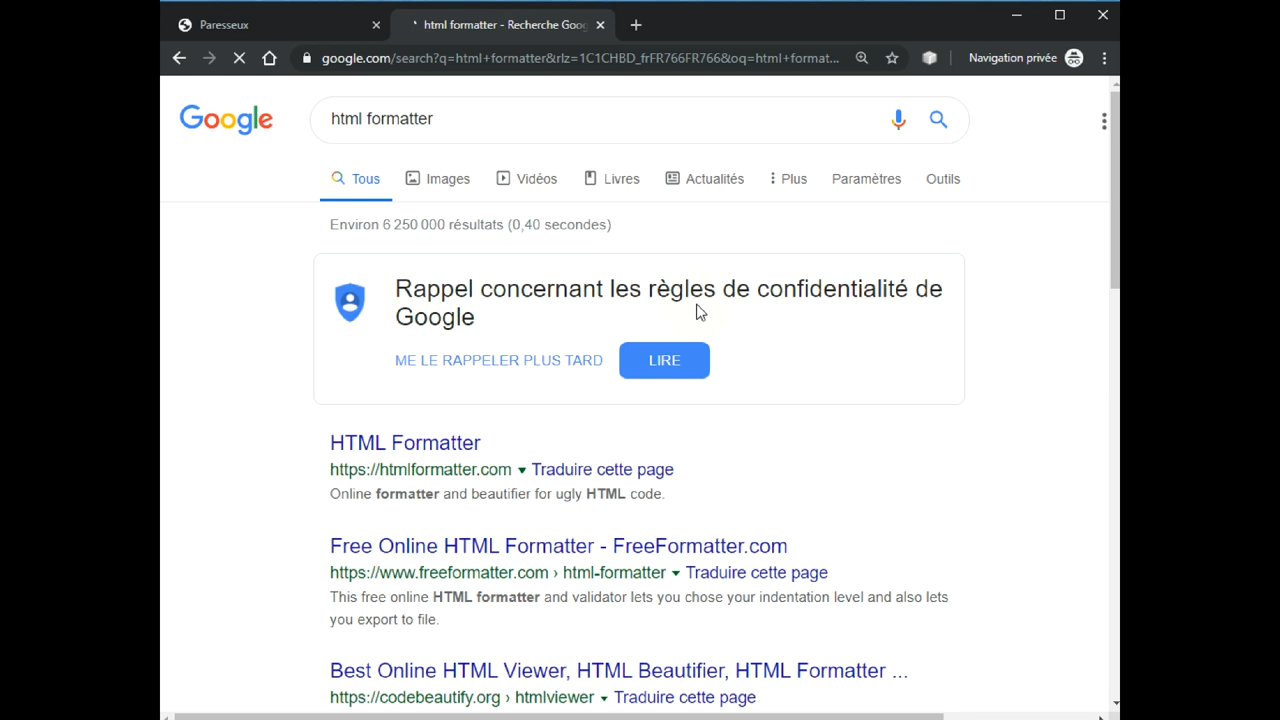 Paresseux
html formatter - Recherche Goo
google.com/search?q=html+formatter&rlz=1C1CHBD_frFR766FR766&oq=html+format...
Navigation privée
Google
html formatter
Tous
Images
Vidéos
Livres
Actualités
Plus
Paramètres
Outils
Environ 6 250 000 résultats (0,40 secondes)
Rappel concernant les règles de confidentialité de
Google
ME LE RAPPELER PLUS TARD
LIRE
HTML Formatter
https://htmlformatter.com Traduire cette page
Online formatter and beautifier for ugly HTML code.
Free Online HTML Formatter - FreeFormatter.com
https://www.freeformatter.com › html-formatter Traduire cette page
This free online HTML formatter and validator lets you chose your indentation level and also lets
you export to file.
Best Online HTML Viewer, HTML Beautifier, HTML Formatter ...
https://codebeautify.org › htmlviewer Traduire cette page